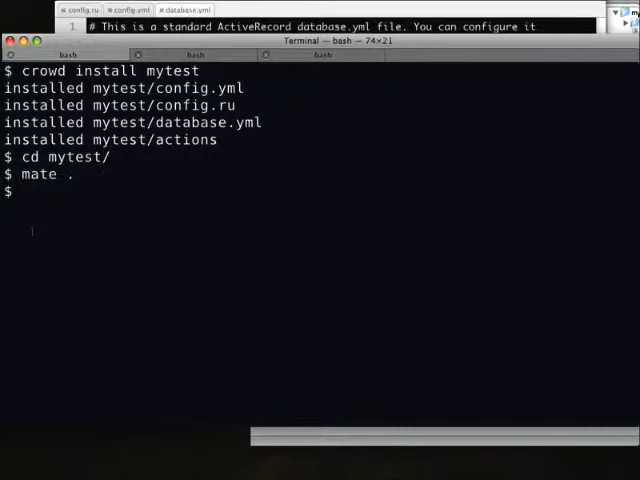 config.ru config.yml database.yml
1 # This is a standard ActiveRecord database.yml file. You can configure it
Terminal — bash — 74×21
bash bash bash
$ crowd install mytest
installed mytest/config.yml
installed mytest/config.ru
installed mytest/database.yml
installed mytest/actions
$ cd mytest/
$ mate .
$